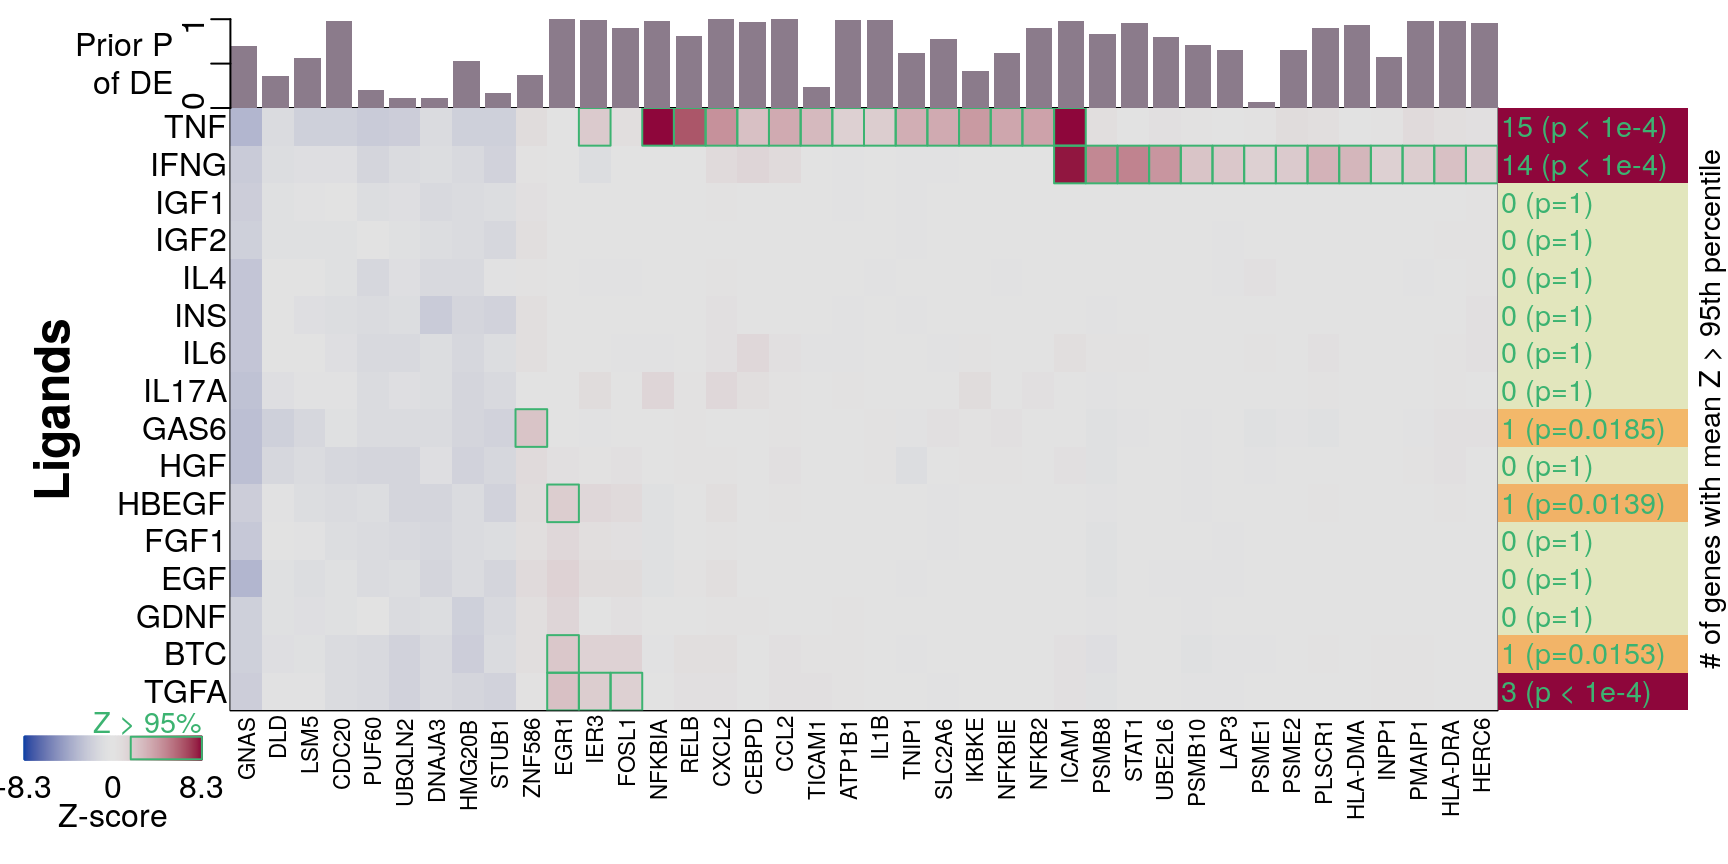 Prior P
of DE
0
1
TNF
IFNG
IGF1
IGF2
IL4
INS
IL6
IL17A
GAS6
HGF
HBEGF
FGF1
EGF
GDNF
BTC
TGFA
Ligands
15 (p < 1e-4)
14 (p < 1e-4)
0 (p=1)
0 (p=1)
0 (p=1)
0 (p=1)
0 (p=1)
0 (p=1)
1 (p=0.0185)
0 (p=1)
1 (p=0.0139)
0 (p=1)
0 (p=1)
0 (p=1)
1 (p=0.0153)
3 (p < 1e-4)
# of genes with mean Z > 95th percentile
GNAS
DLD
LSM5
CDC20
PUF60
UBQLN2
DNAJA3
HMG20B
STUB1
ZNF586
EGR1
IER3
FOSL1
NFKBIA
RELB
CXCL2
CEBPD
CCL2
TICAM1
ATP1B1
IL1B
TNIP1
SLC2A6
IKBKE
NFKBIE
NFKB2
ICAM1
PSMB8
STAT1
UBE2L6
PSMB10
LAP3
PSME1
PSME2
PLSCR1
HLA-DMA
INPP1
PMAIP1
HLA-DRA
HERC6
Z > 95%
-8.3 0 8.3
Z-score